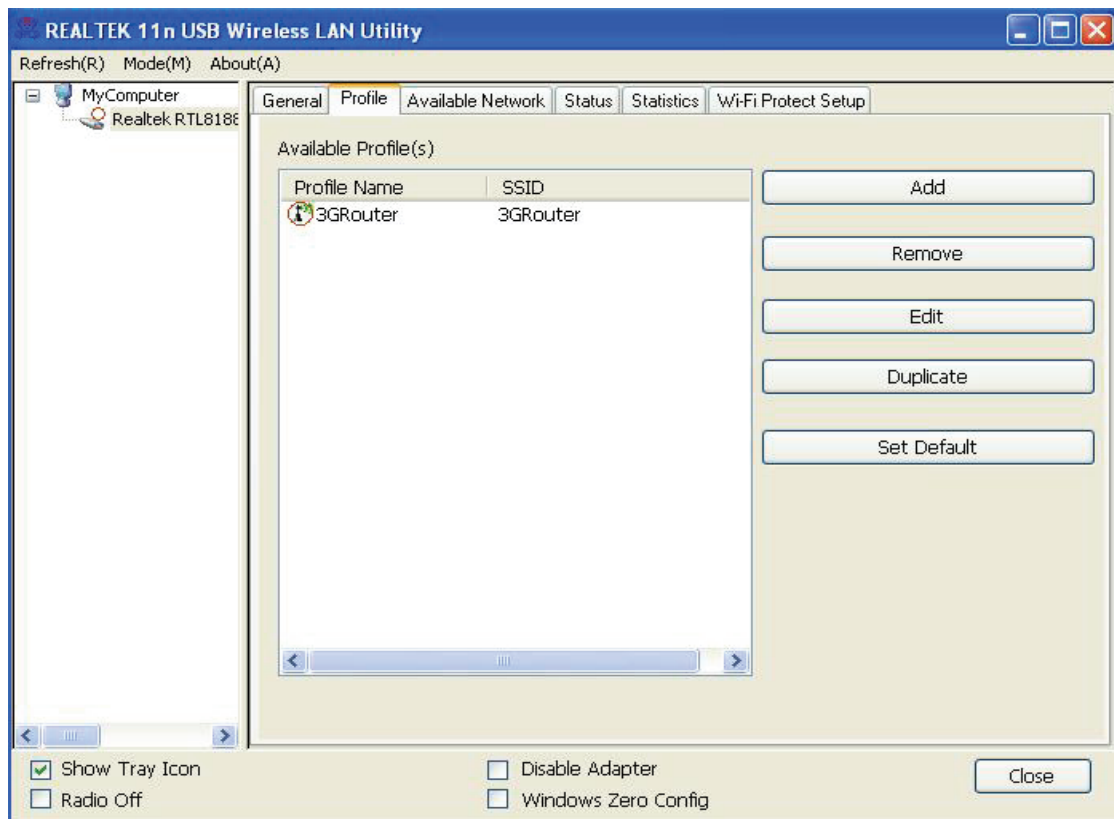 REALTEK 11n USB Wireless LAN Utility
Refresh(R) Mode(M) About(A)
MyComputer
Realtek RTL8188
General Profile Available Network Status Statistics Wi-Fi Protect Setup
Available Profile(s)
Profile Name SSID
3GRouter 3GRouter
Add
Remove
Edit
Duplicate
Set Default
Show Tray Icon
Radio Off
Disable Adapter
Windows Zero Config
Close